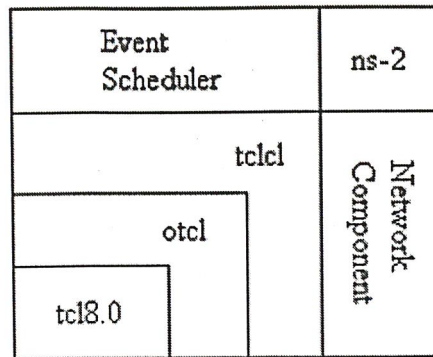 Event
Scheduler
ns-2
tclcl
Network
Component
otcl
tcl8.0